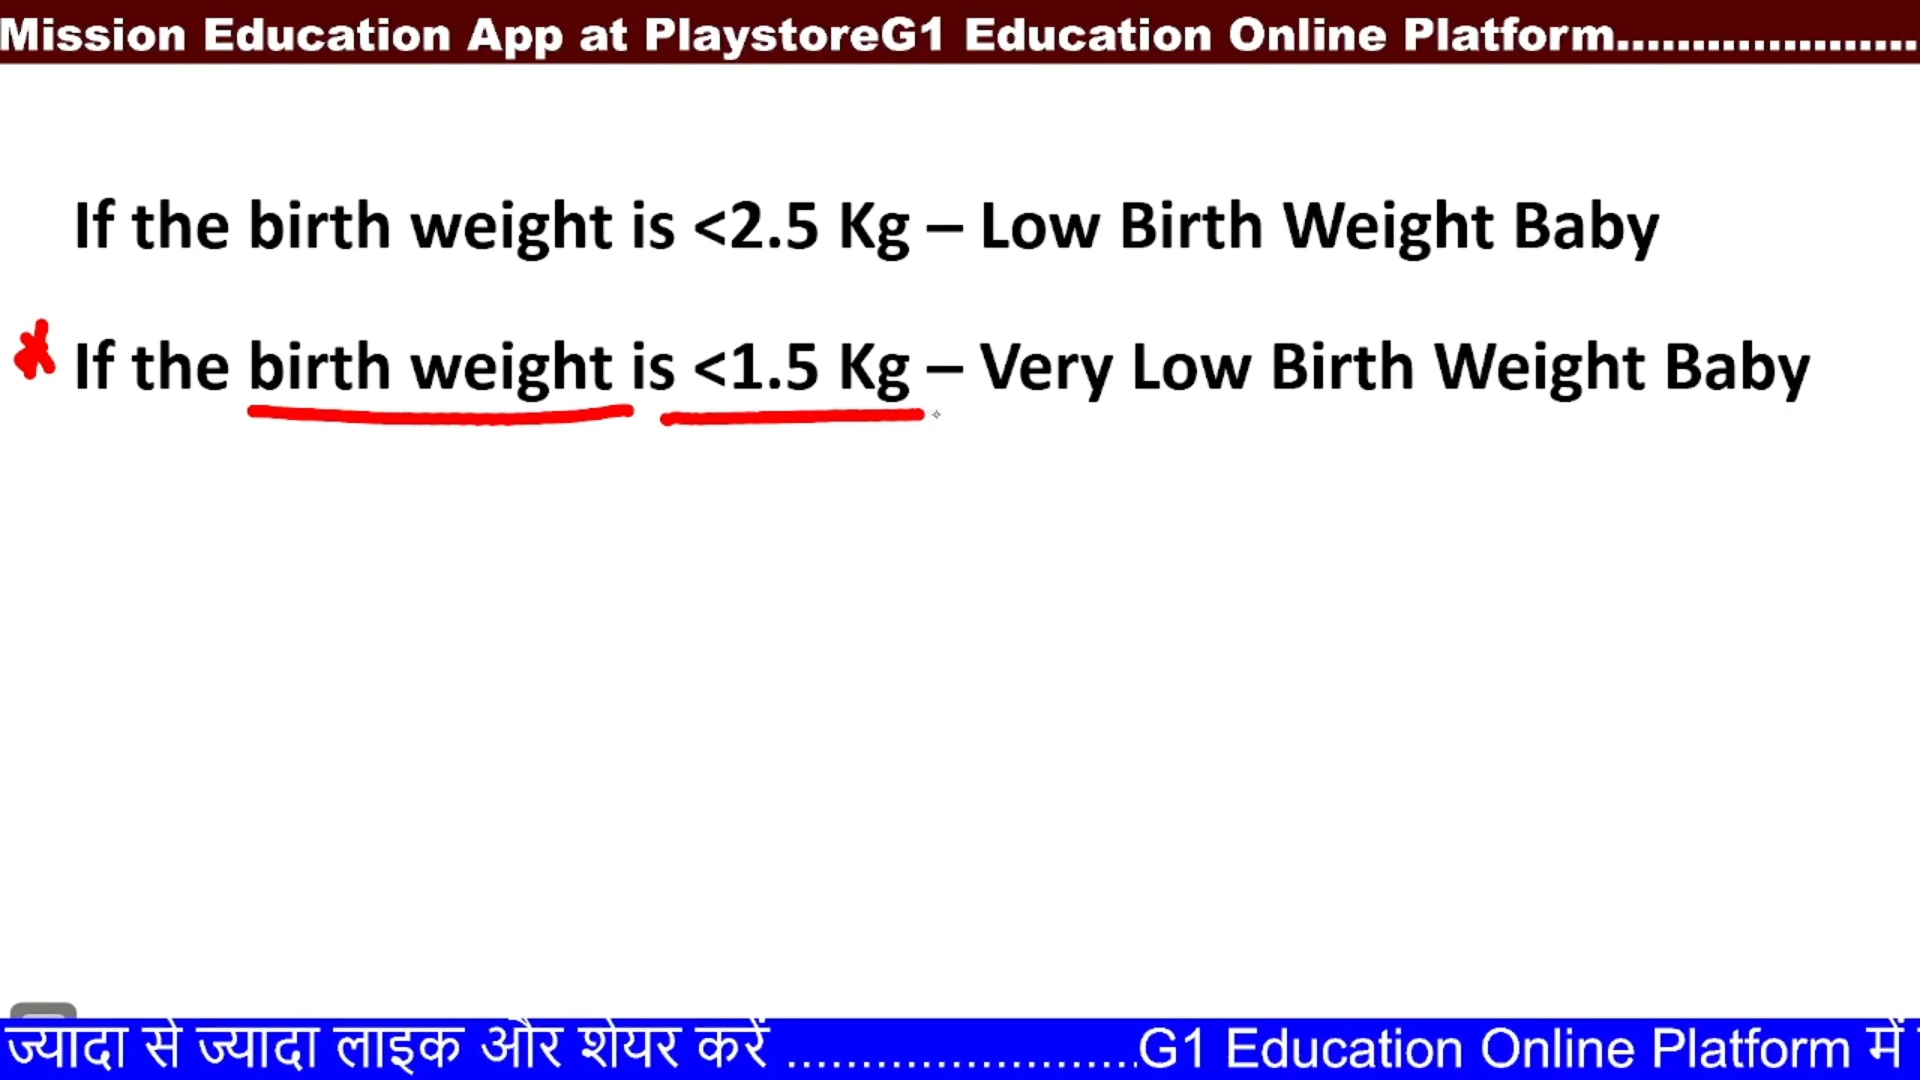 Mission Education App at PlaystoreG1 Education Online Platform....................
If the birth weight is <2.5 Kg – Low Birth Weight Baby
If the birth weight is <1.5 Kg – Very Low Birth Weight Baby
ज्यादा से ज्यादा लाइक और शेयर करें ........................G1 Education Online Platform में